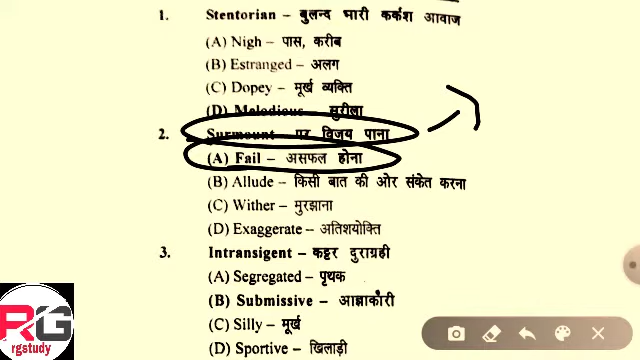 1. Stentorian – बुलन्द भारी कर्कश आवाज
(A) Nigh – पास, करीब
(B) Estranged – अलग
(C) Dopey – मूर्ख व्यक्ति
(D) Melodious – सुरीला
2. Surmount – पर विजय पाना
(A) Fail – असफल होना
(B) Allude – किसी बात की ओर संकेत करना
(C) Wither – मुरझाना
(D) Exaggerate – अतिशयोक्ति
3. Intransigent – कट्टर दुराग्रही
(A) Segregated – पृथक
(B) Submissive – आज्ञाकारी
(C) Silly – मूर्ख
(D) Sportive – खिलाड़ी
RG
rgstudy